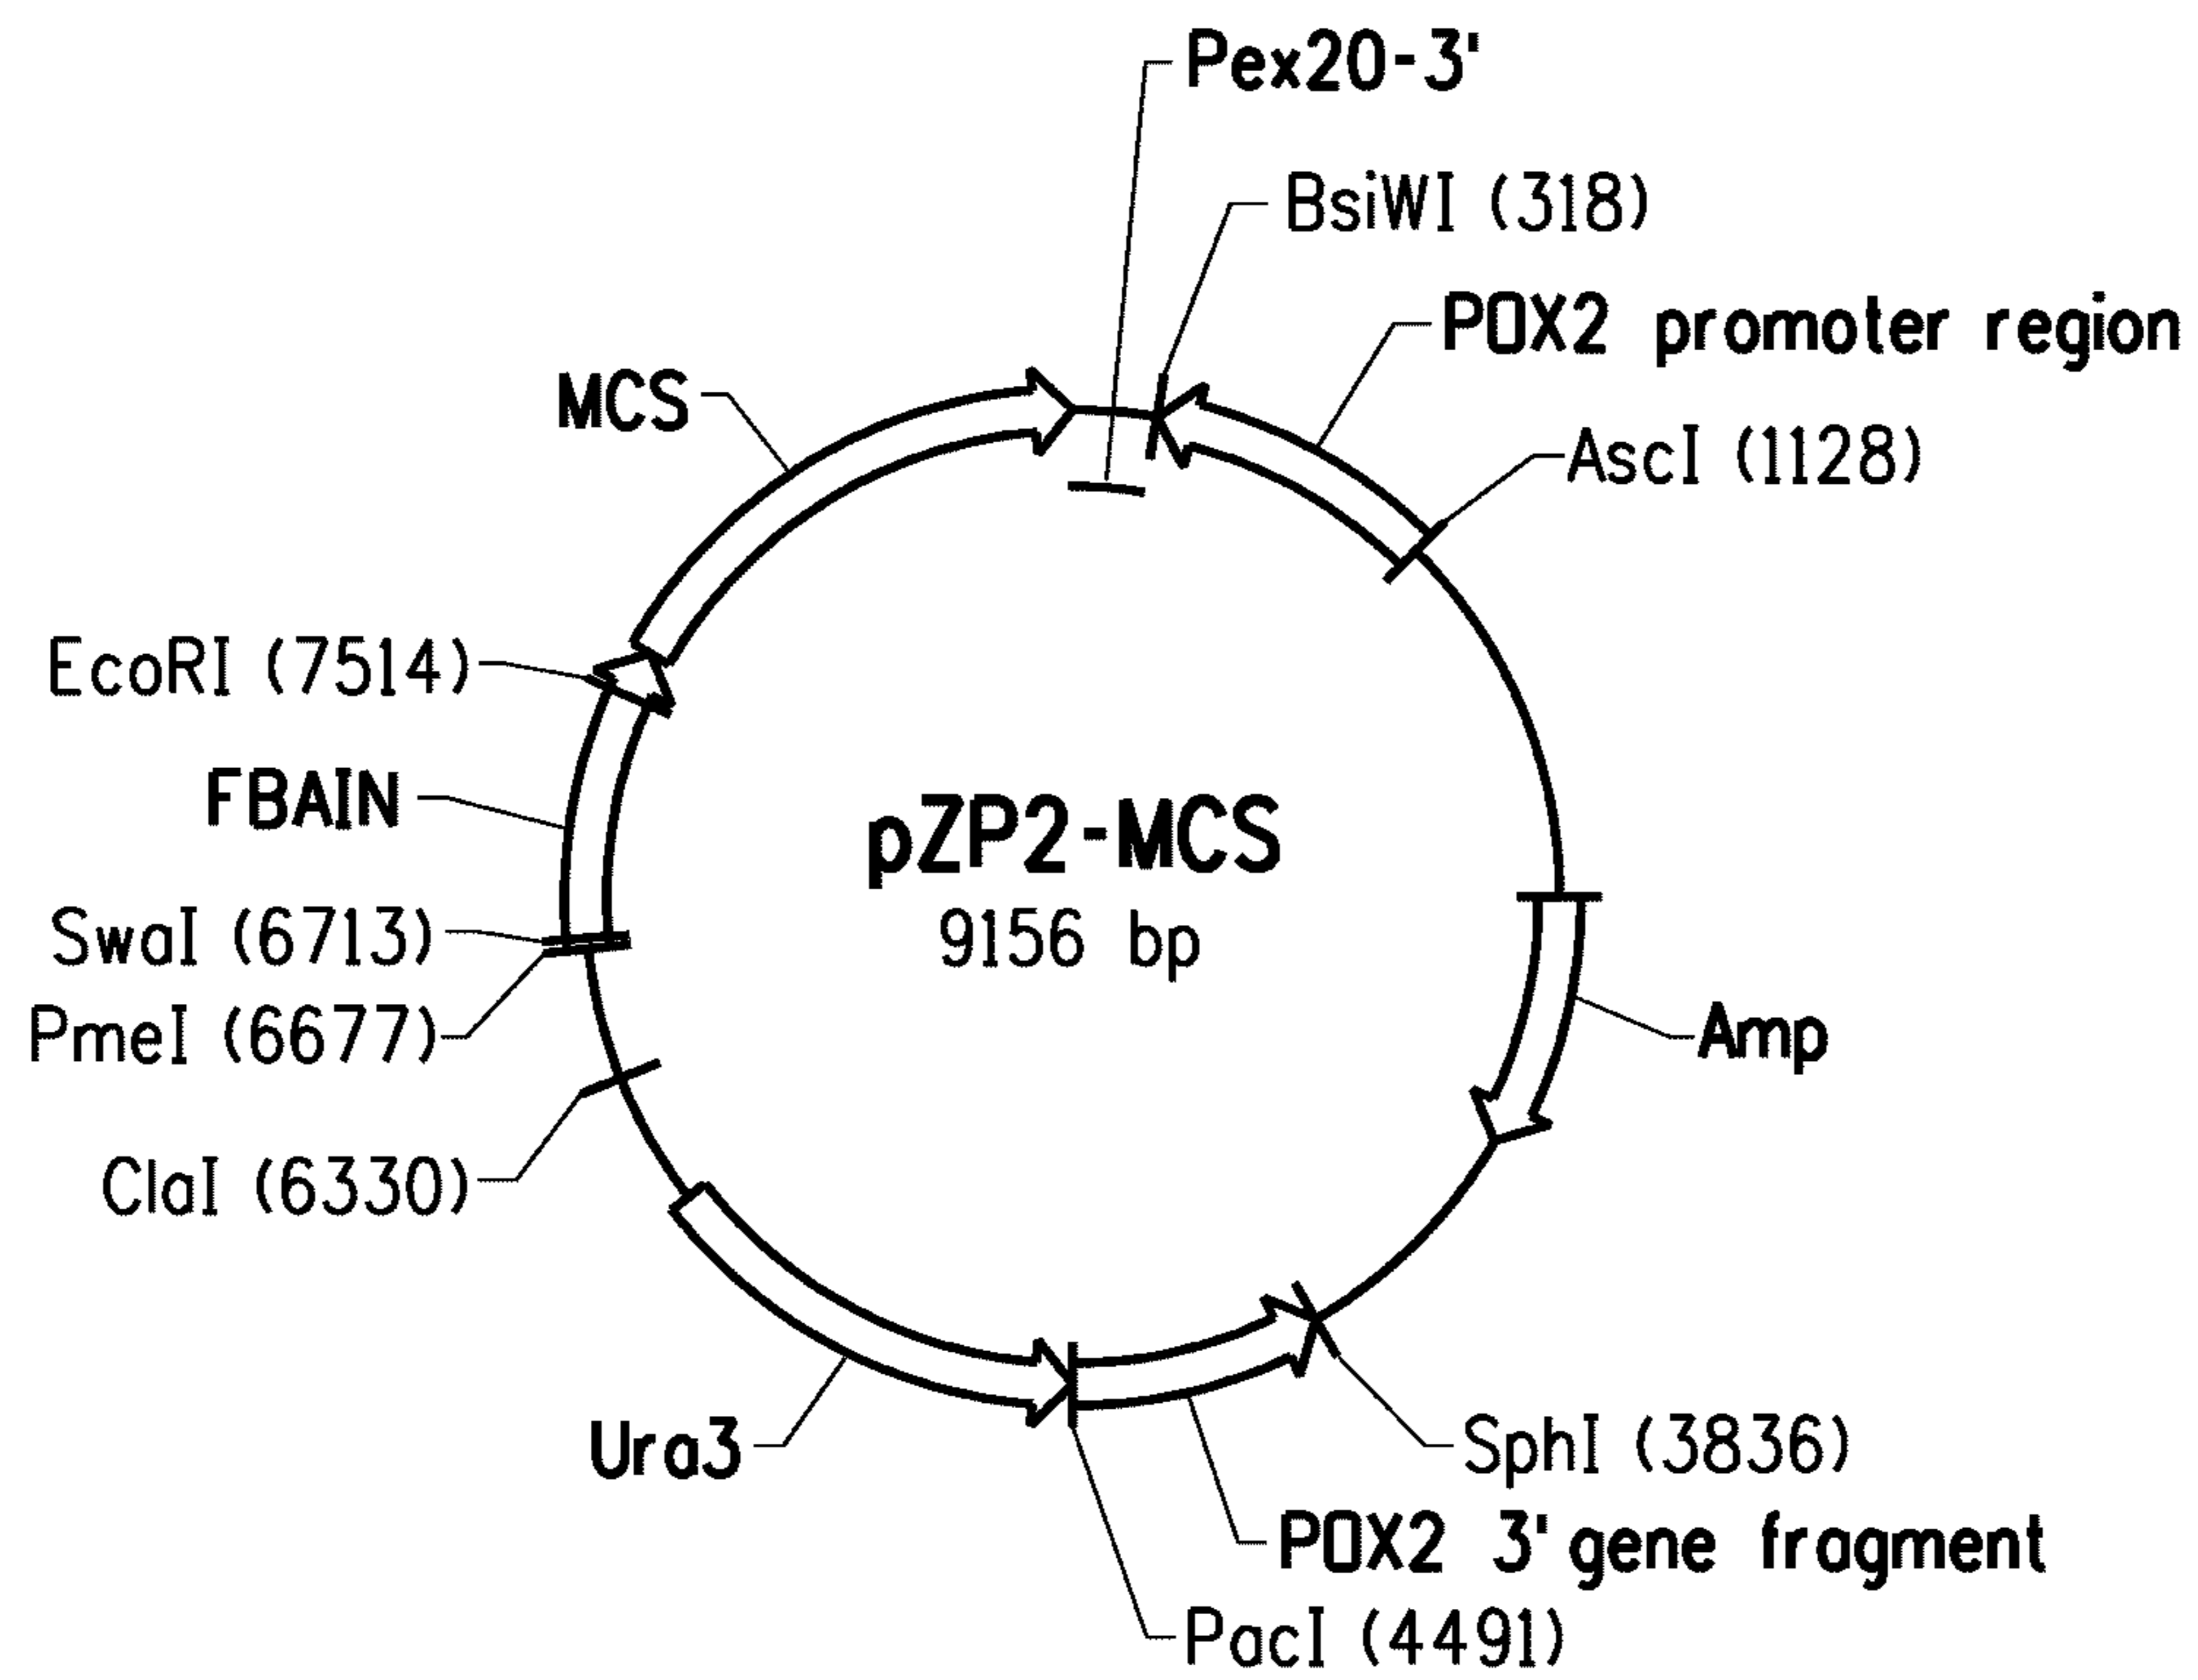 Pex20-3'
BsiWI (318)
POX2 promoter region
MCS
AscI (1128)
EcoRI (7514)
FBAIN
pZP2-MCS
9156 bp
SwaI (6713)
PmeI (6677)
Amp
ClaI (6330)
Ura3
SphI (3836)
POX2 3' gene fragment
PacI (4491)